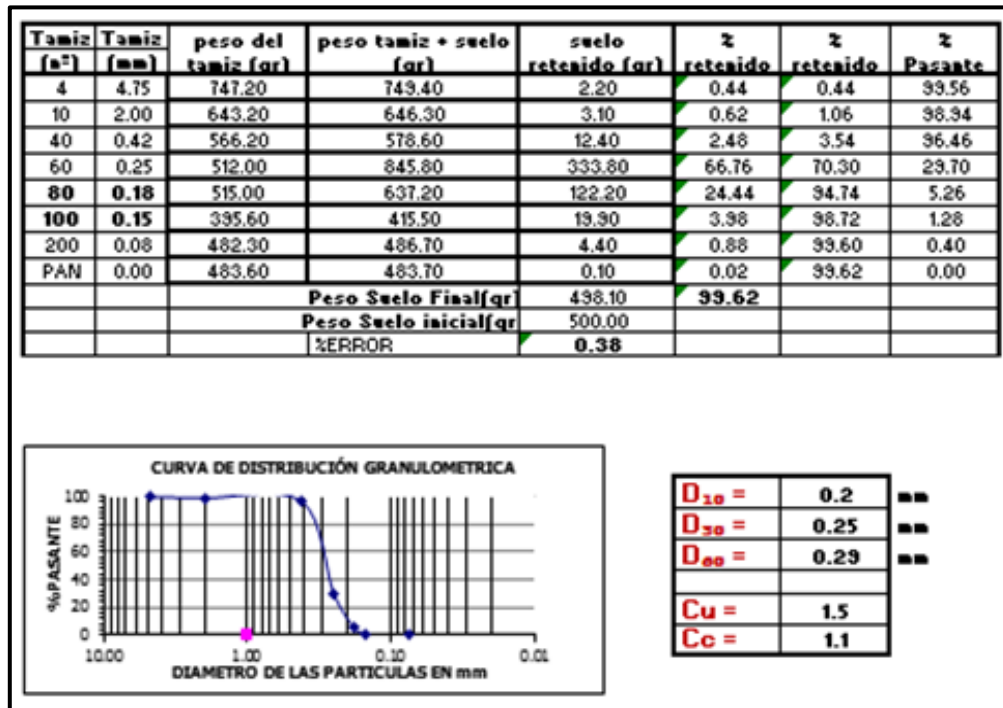 Tamiz (nº) Tamiz (mm) peso del tamiz (gr) peso tamiz + suelo (gr) suelo retenido (gr) % retenido % retenido % Pasante
4 4.75 747.20 749.40 2.20 0.44 0.44 99.56
10 2.00 643.20 646.30 3.10 0.62 1.06 98.94
40 0.42 566.20 578.60 12.40 2.48 3.54 96.46
60 0.25 512.00 845.80 333.80 66.76 70.30 29.70
80 0.18 515.00 637.20 122.20 24.44 94.74 5.26
100 0.15 395.60 415.50 19.90 3.98 98.72 1.28
200 0.08 482.30 486.70 4.40 0.88 99.60 0.40
PAN 0.00 483.60 483.70 0.10 0.02 99.62 0.00
Peso Suelo Final(gr) 498.10 99.62
Peso Suelo inicial(gr 500.00
%ERROR 0.38
CURVA DE DISTRIBUCIÓN GRANULOMETRICA
%PASANTE
100
80
60
40
20
0
10.00 1.00 0.10 0.01
DIAMETRO DE LAS PARTICULAS EN mm
D10 = 0.2 mm
D30 = 0.25 mm
D60 = 0.29 mm
Cu = 1.5
Cc = 1.1